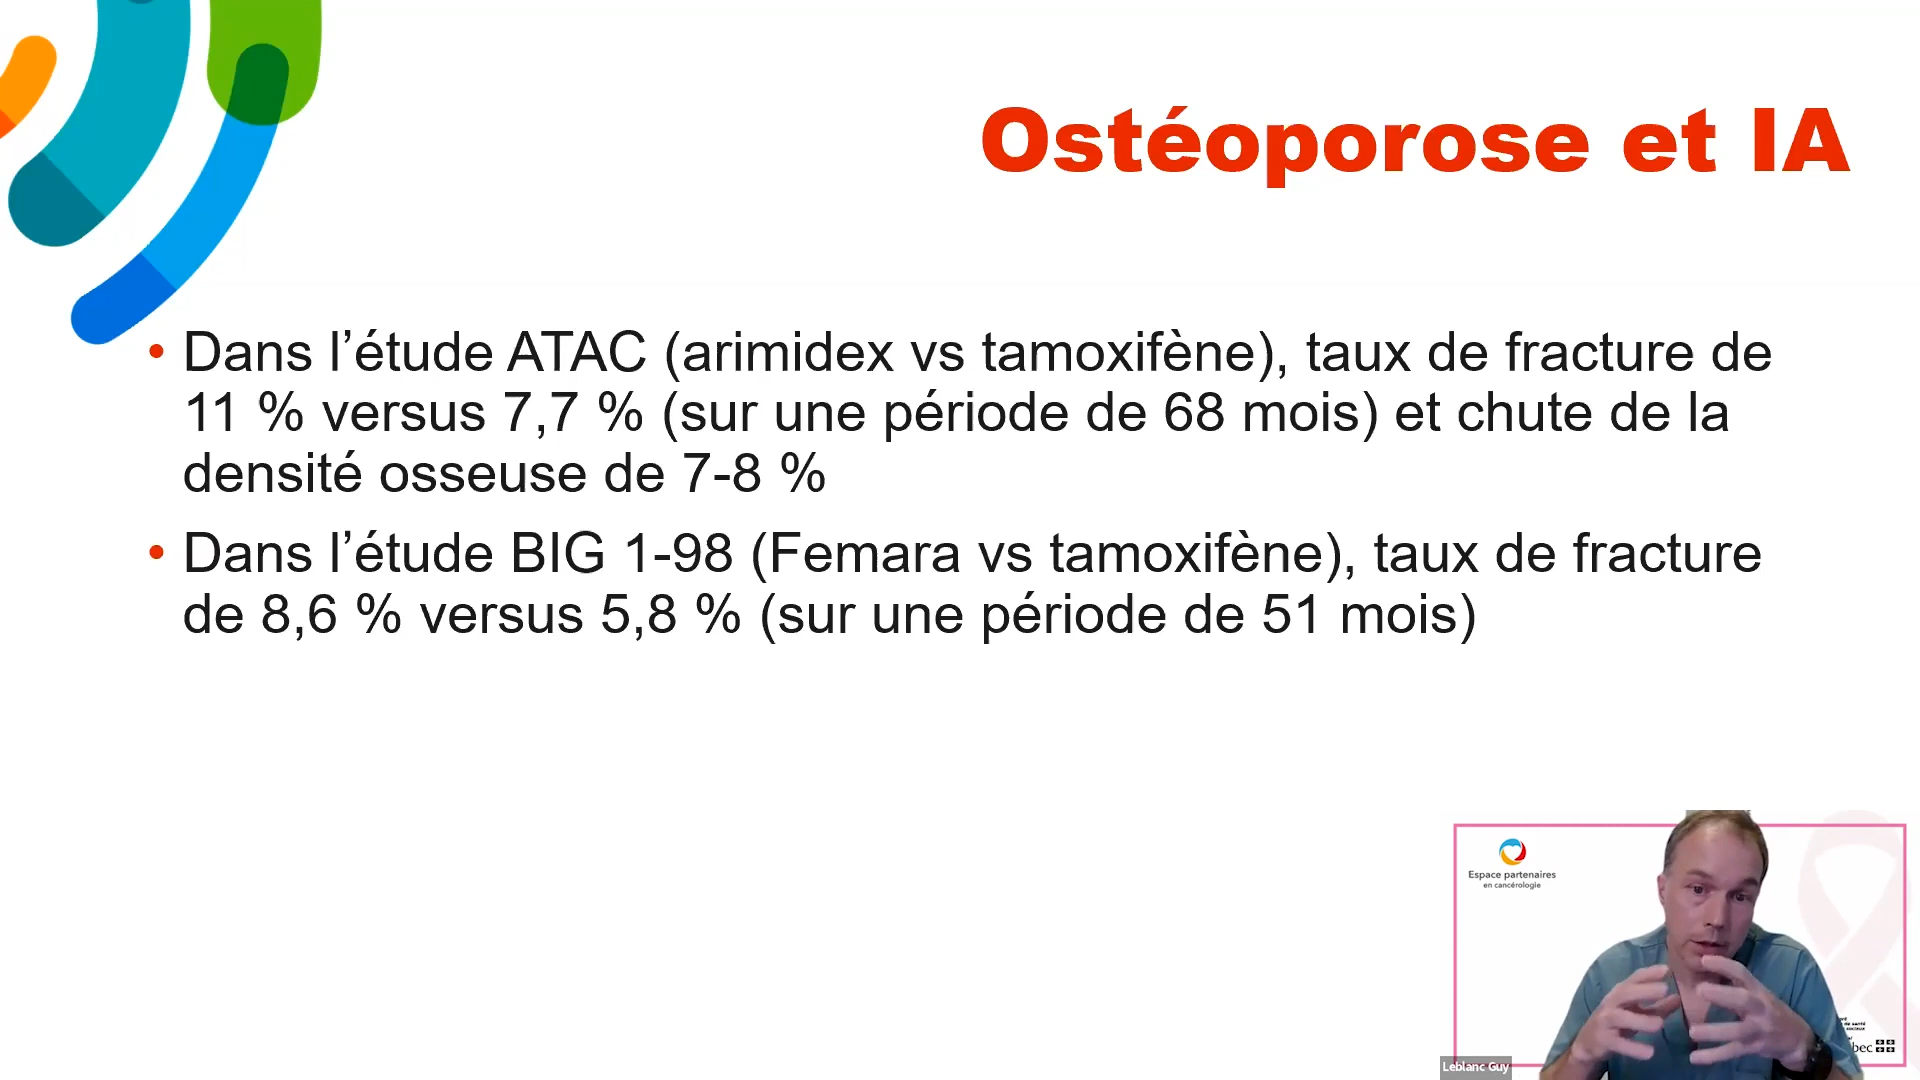 Ostéoporose et IA
• Dans l’étude ATAC (arimidex vs tamoxifène), taux de fracture de
11 % versus 7,7 % (sur une période de 68 mois) et chute de la
densité osseuse de 7-8 %
• Dans l’étude BIG 1-98 (Femara vs tamoxifène), taux de fracture
de 8,6 % versus 5,8 % (sur une période de 51 mois)
Espace partenaires
en cancérologie
Leblanc Guy